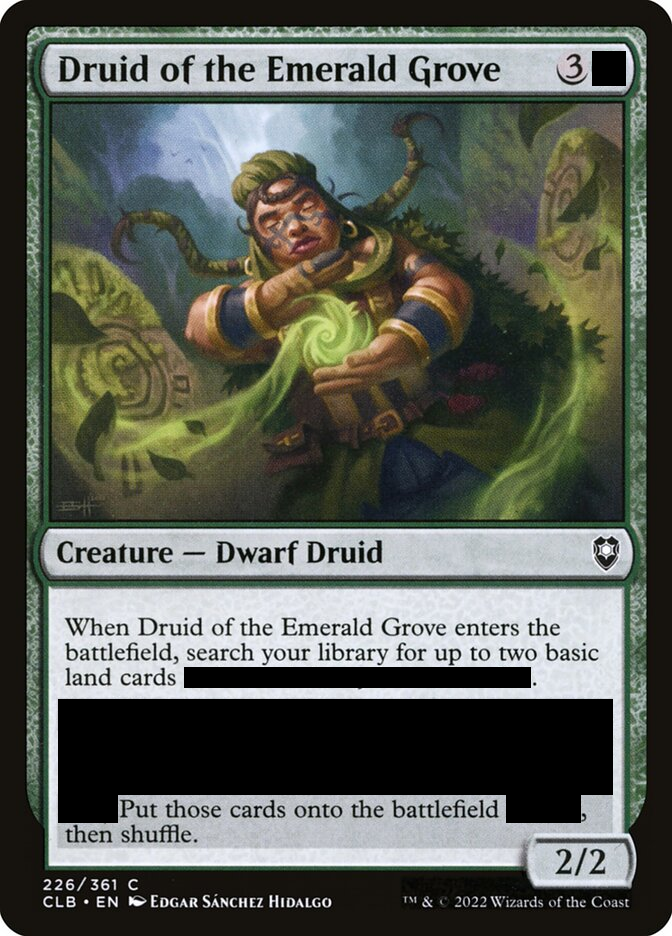 Druid of the Emerald Grove 3
Creature — Dwarf Druid
When Druid of the Emerald Grove enters the
battlefield, search your library for up to two basic
land cards .
Put those cards onto the battlefield ,
then shuffle.
2/2
226/361 C
CLB • EN Edgar Sánchez Hidalgo
™ & © 2022 Wizards of the Coast